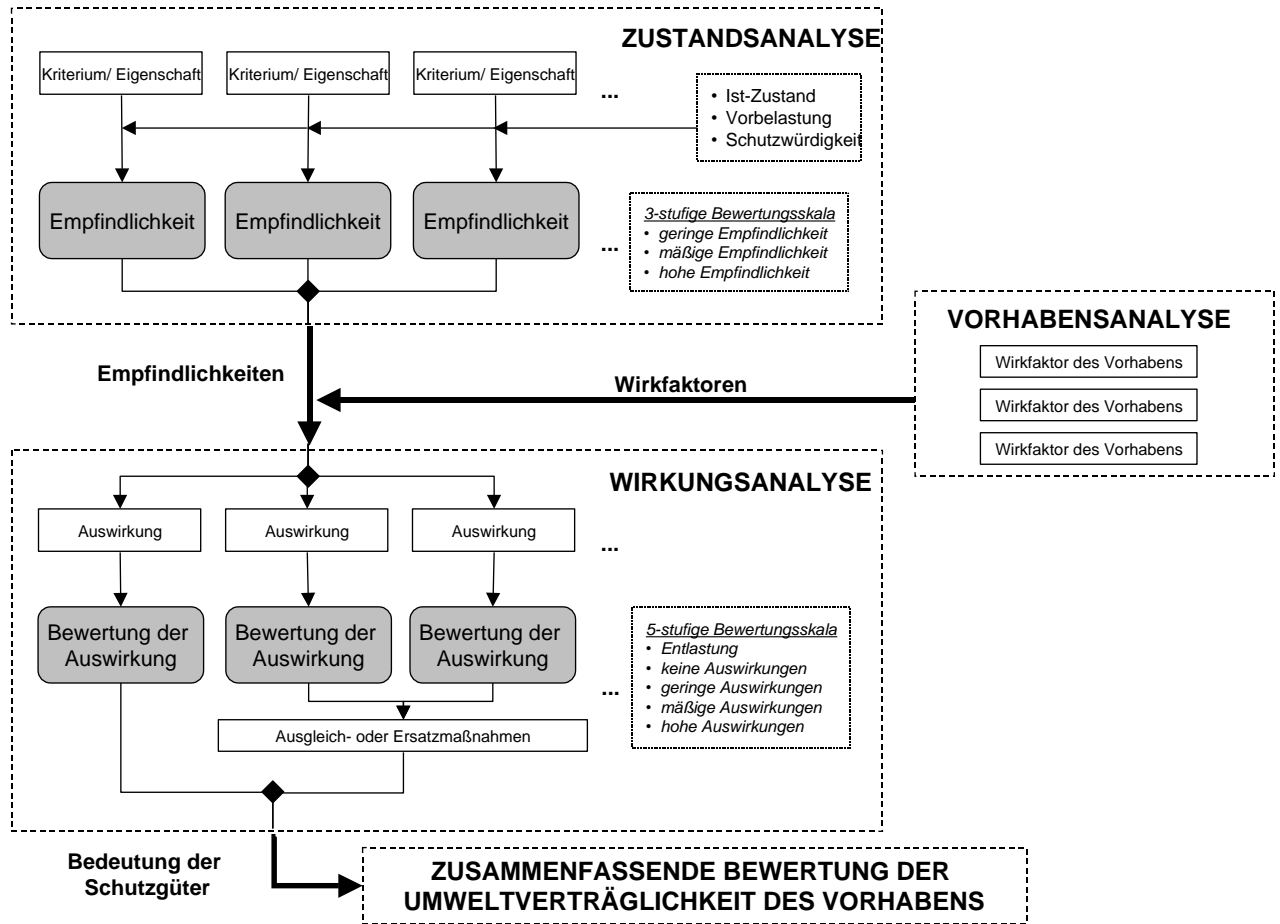 ZUSTANDSANALYSE
Kriterium/ Eigenschaft
Kriterium/ Eigenschaft
Kriterium/ Eigenschaft
...
• Ist-Zustand
• Vorbelastung
• Schutzwürdigkeit
Empfindlichkeit
Empfindlichkeit
Empfindlichkeit
...
3-stufige Bewertungsskala
• geringe Empfindlichkeit
• mäßige Empfindlichkeit
• hohe Empfindlichkeit
VORHABENSANALYSE
Wirkfaktor des Vorhabens
Wirkfaktor des Vorhabens
Wirkfaktor des Vorhabens
Empfindlichkeiten
Wirkfaktoren
WIRKUNGSANALYSE
Auswirkung
Auswirkung
Auswirkung
...
Bewertung der
Auswirkung
Bewertung der
Auswirkung
Bewertung der
Auswirkung
...
5-stufige Bewertungsskala
• Entlastung
• keine Auswirkungen
• geringe Auswirkungen
• mäßige Auswirkungen
• hohe Auswirkungen
Ausgleich- oder Ersatzmaßnahmen
Bedeutung der
Schutzgüter
ZUSAMMENFASSENDE BEWERTUNG DER
UMWELTVERTRÄGLICHKEIT DES VORHABENS